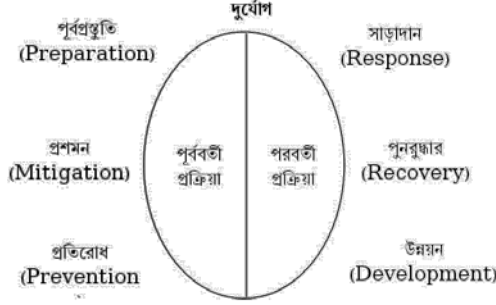 দুর্যোগ
পূর্বপ্রস্তুতি
(Preparation)
সাড়াদান
(Response)
প্রশমন
(Mitigation)
পূর্ববর্তী
প্রক্রিয়া
পরবর্তী
প্রক্রিয়া
পুনরুদ্ধার
(Recovery)
প্রতিরোধ
(Prevention
উন্নয়ন
(Development)